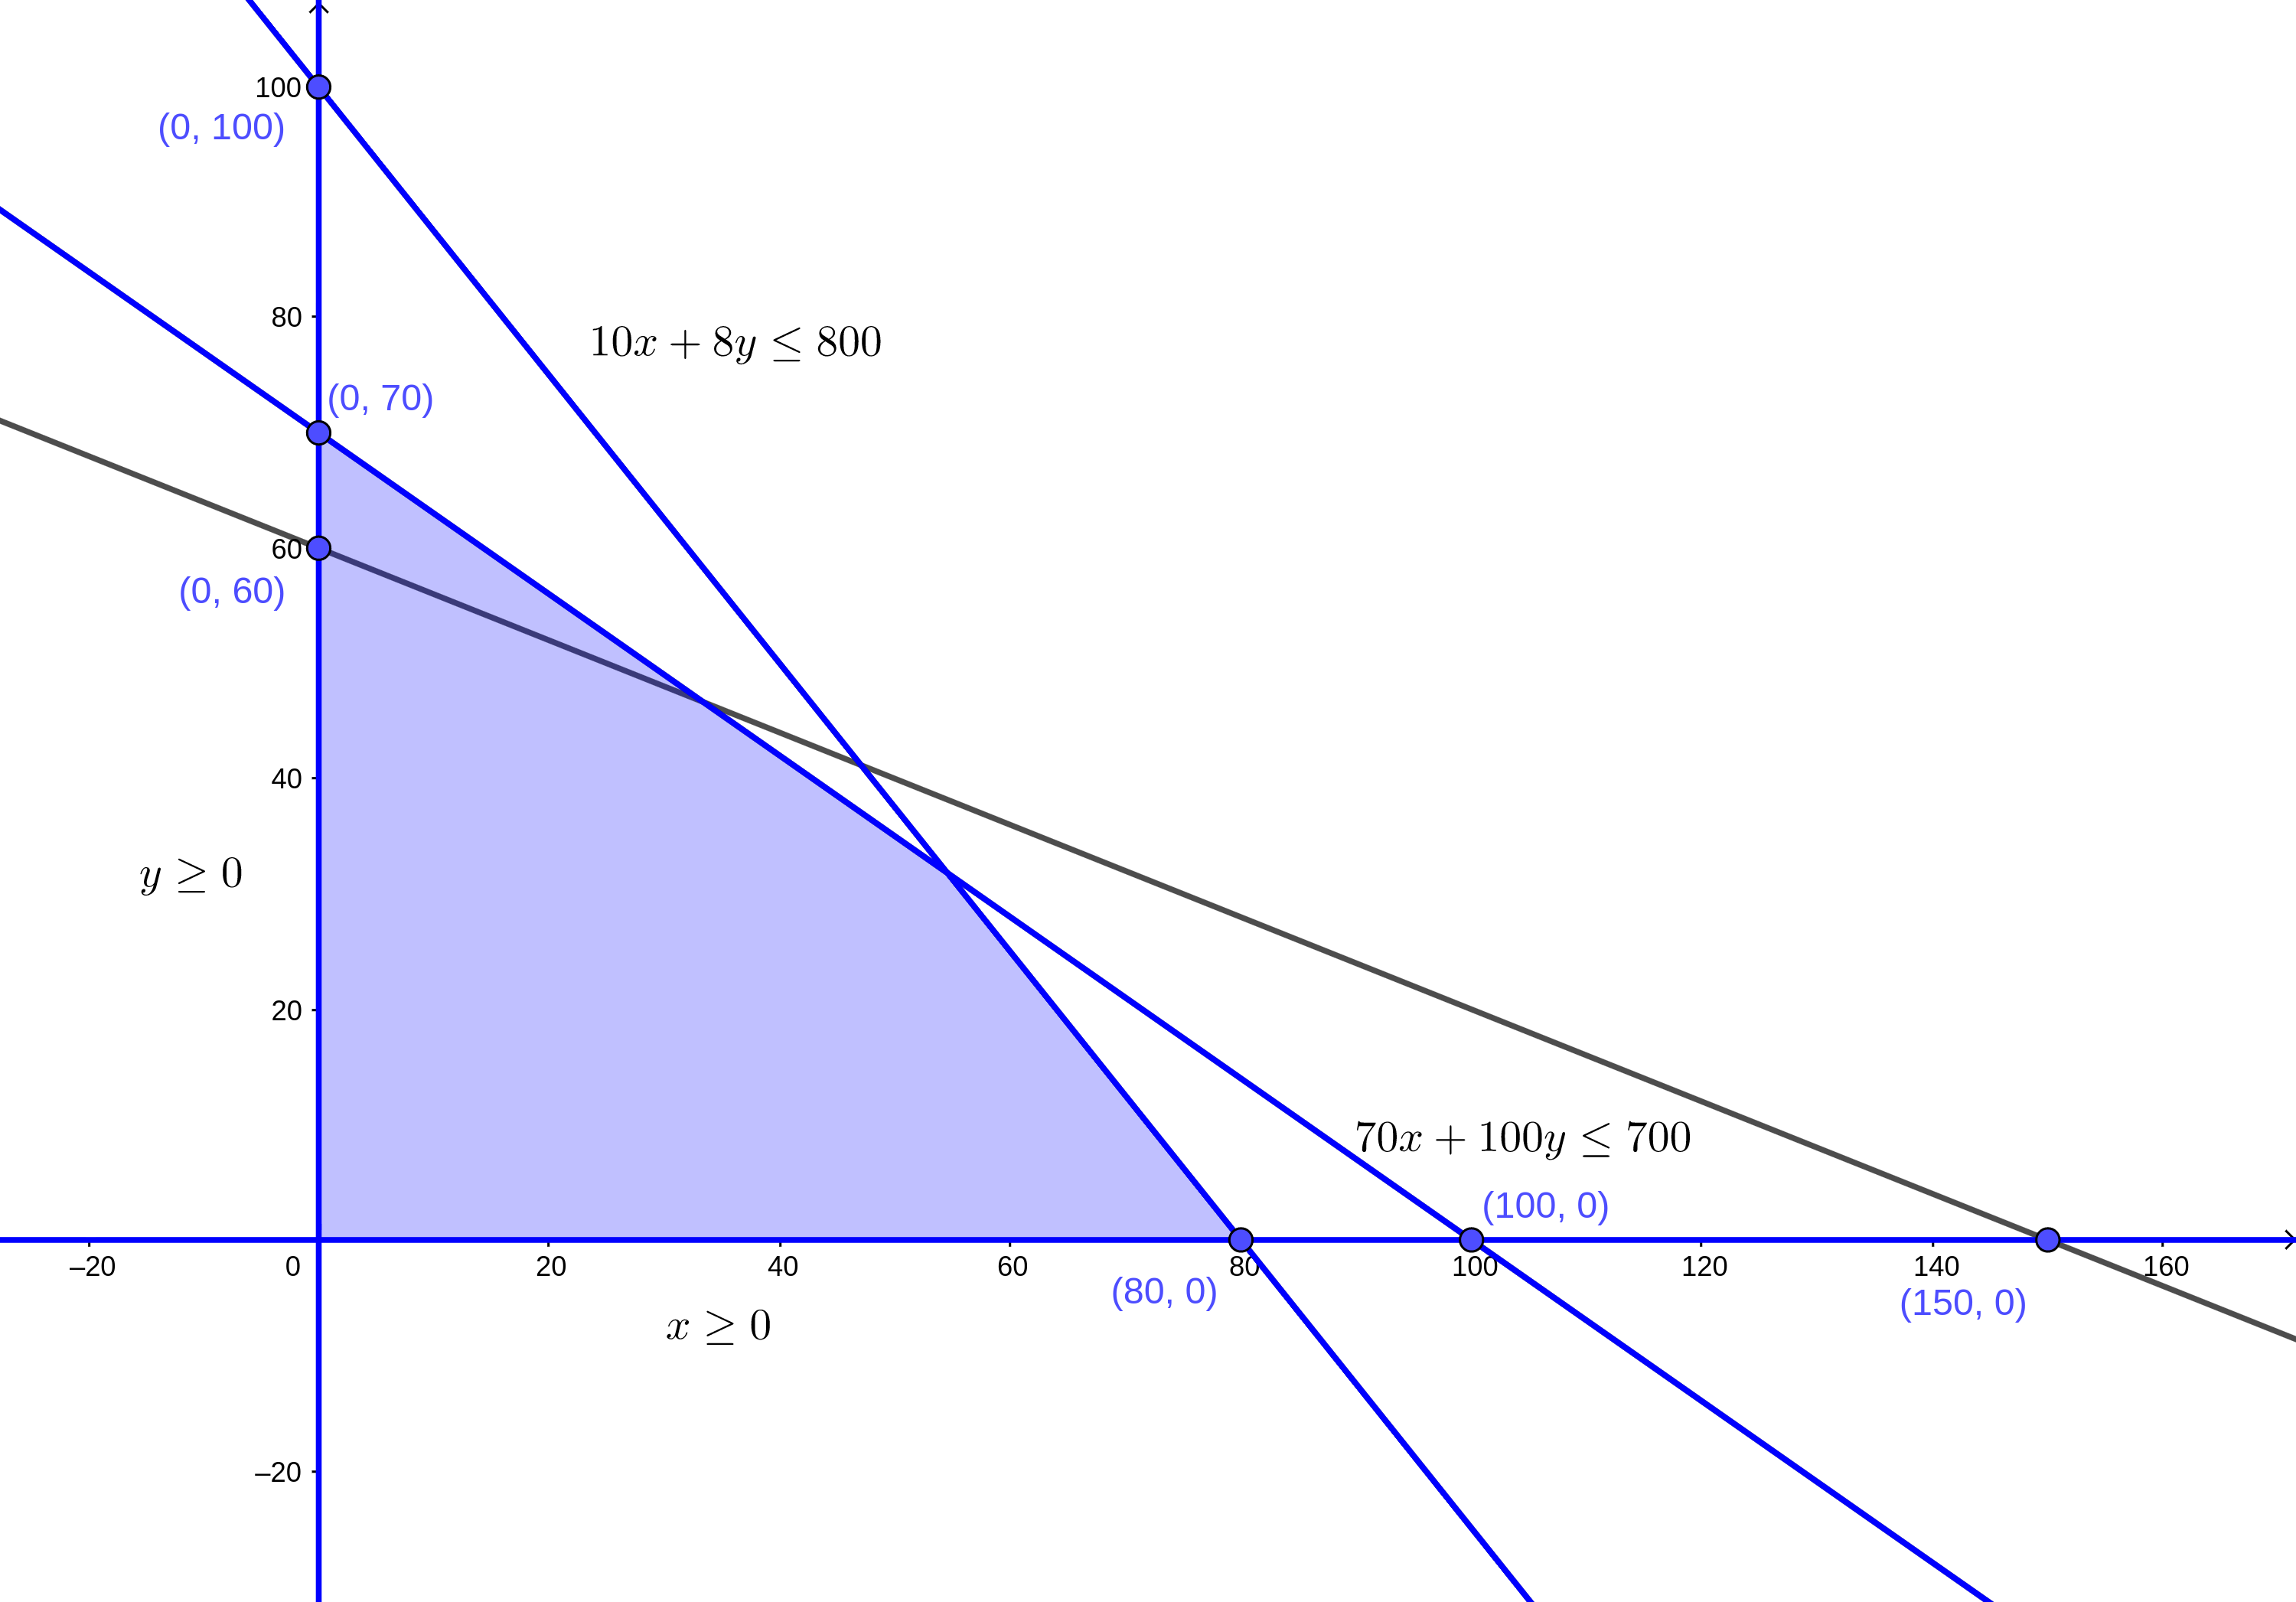 100
(0, 100)
80
10x + 8y ≤ 800
(0, 70)
60
(0, 60)
40
y ≥ 0
20
70x + 100y ≤ 700
(100, 0)
–20 0 20 40 60 80 100 120 140 160
(80, 0) (150, 0)
x ≥ 0
–20